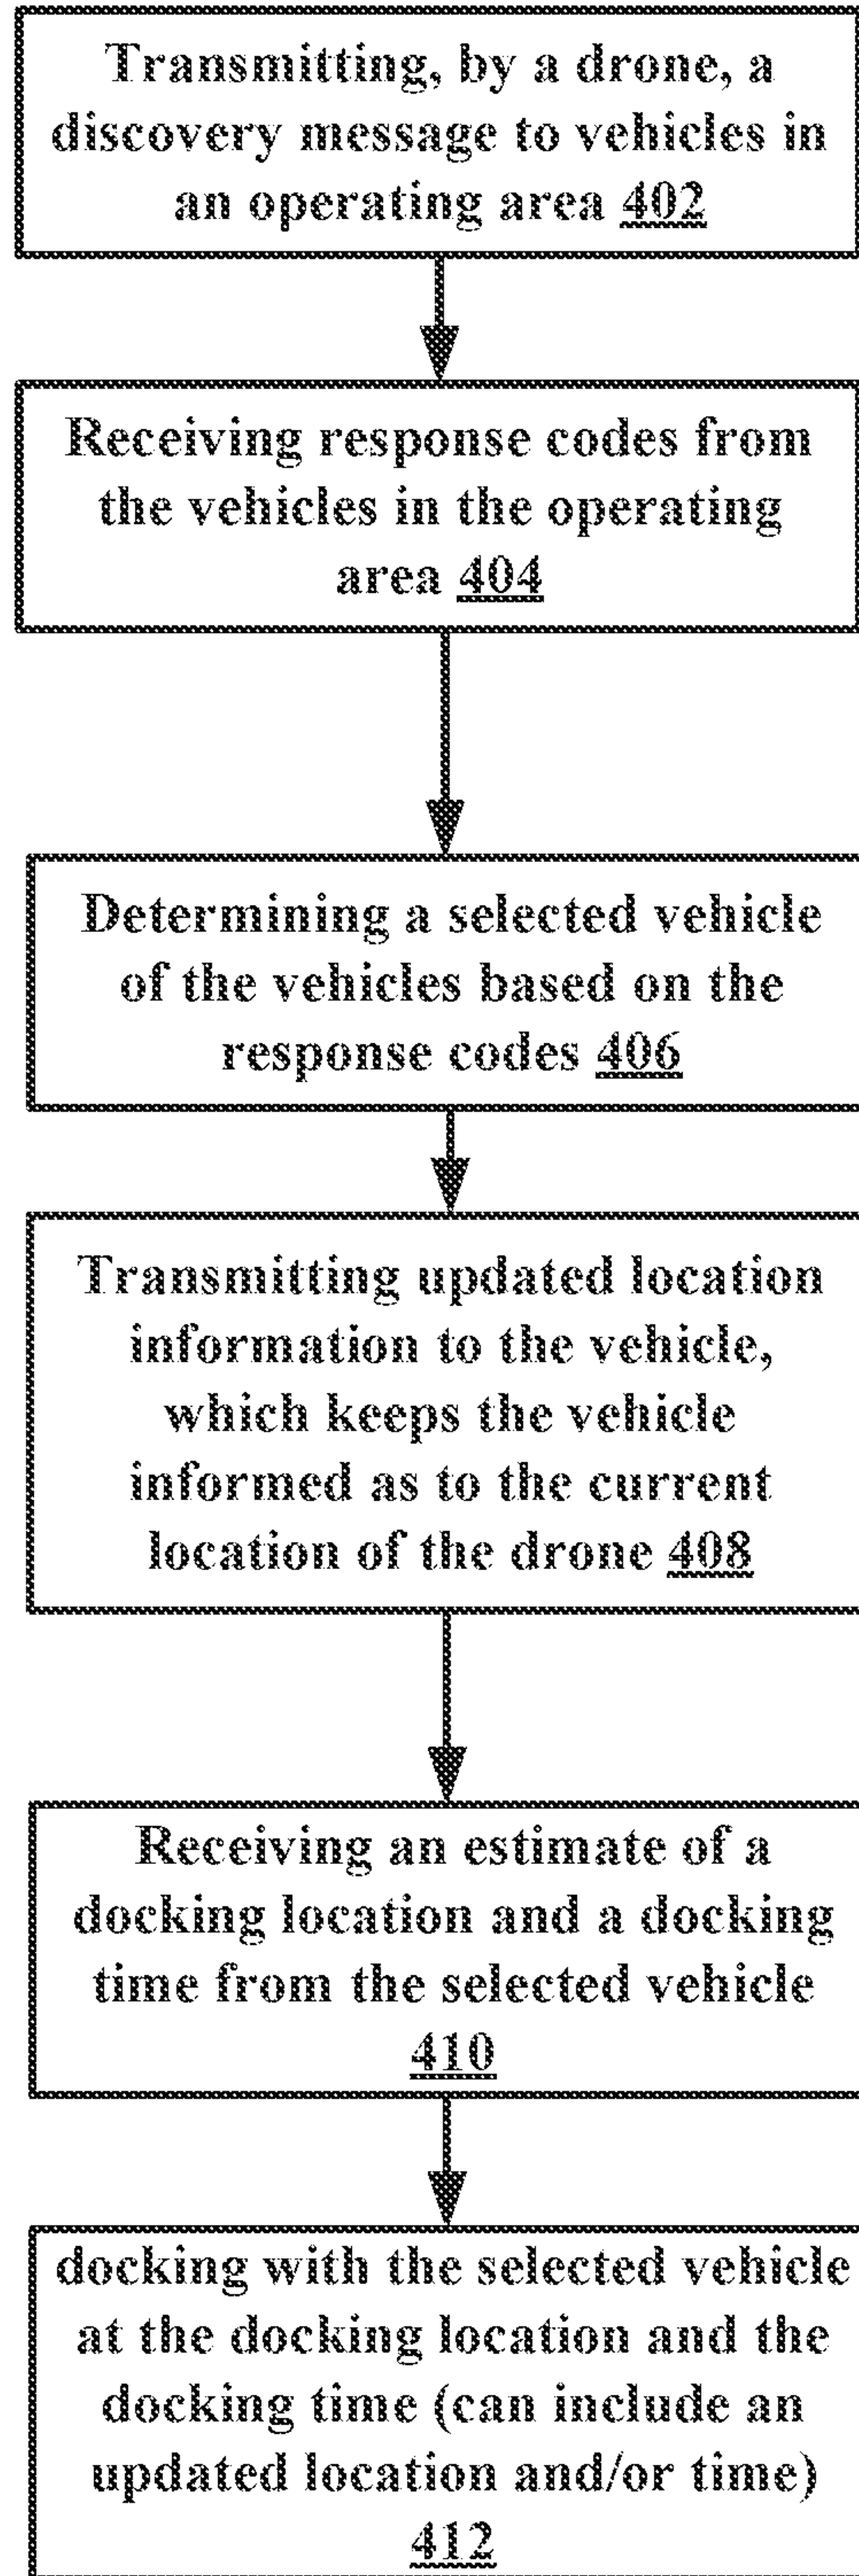 Transmitting, by a drone, a
discovery message to vehicles in
an operating area 402
Receiving response codes from
the vehicles in the operating
area 404
Determining a selected vehicle
of the vehicles based on the
response codes 406
Transmitting updated location
information to the vehicle,
which keeps the vehicle
informed as to the current
location of the drone 408
Receiving an estimate of a
docking location and a docking
time from the selected vehicle
410
docking with the selected vehicle
at the docking location and the
docking time (can include an
updated location and/or time)
412